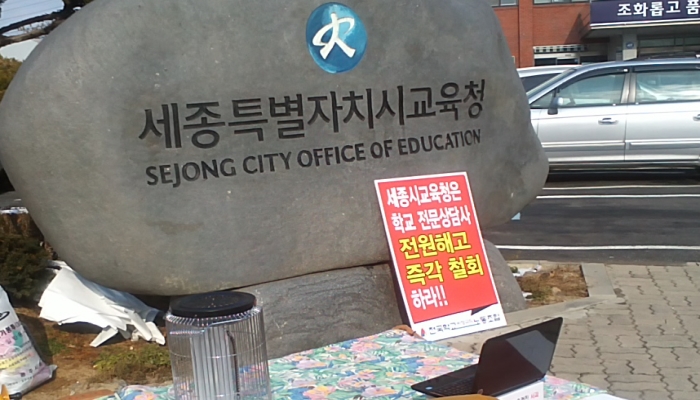 조화롭고 품
세종특별자치시교육청
SEJONG CITY OFFICE OF EDUCATION
세종시교육청은
학교 전문상담사
전원해고
즉각 철회
하라!!